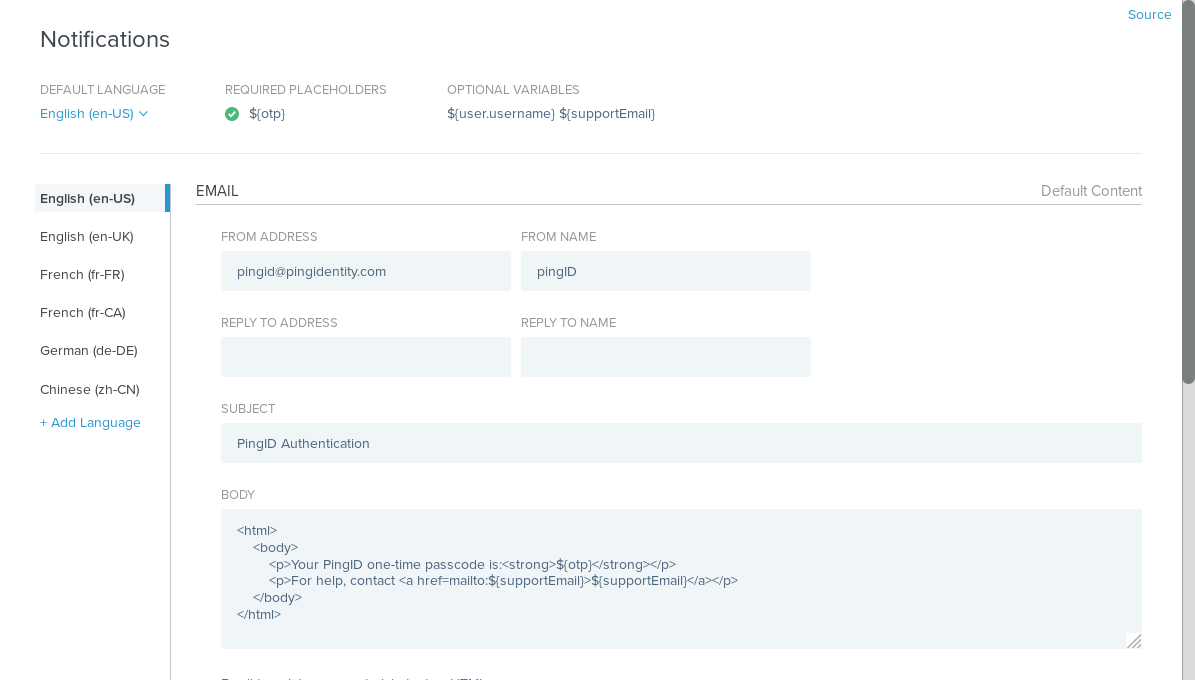 Source
Notifications
DEFAULT LANGUAGE
REQUIRED PLACEHOLDERS
OPTIONAL VARIABLES
English (en-US)
${otp}
${user.username} ${supportEmail}
English (en-US)
English (en-UK)
French (fr-FR)
French (fr-CA)
German (de-DE)
Chinese (zh-CN)
+ Add Language
EMAIL
Default Content
FROM ADDRESS
FROM NAME
pingid@pingidentity.com
pingID
REPLY TO ADDRESS
REPLY TO NAME
SUBJECT
PingID Authentication
BODY
<html>
<body>
<p>Your PingID one-time passcode is:<strong>${otp}</strong></p>
<p>For help, contact <a href=mailto:${supportEmail}>${supportEmail}</a></p>
</body>
</html>